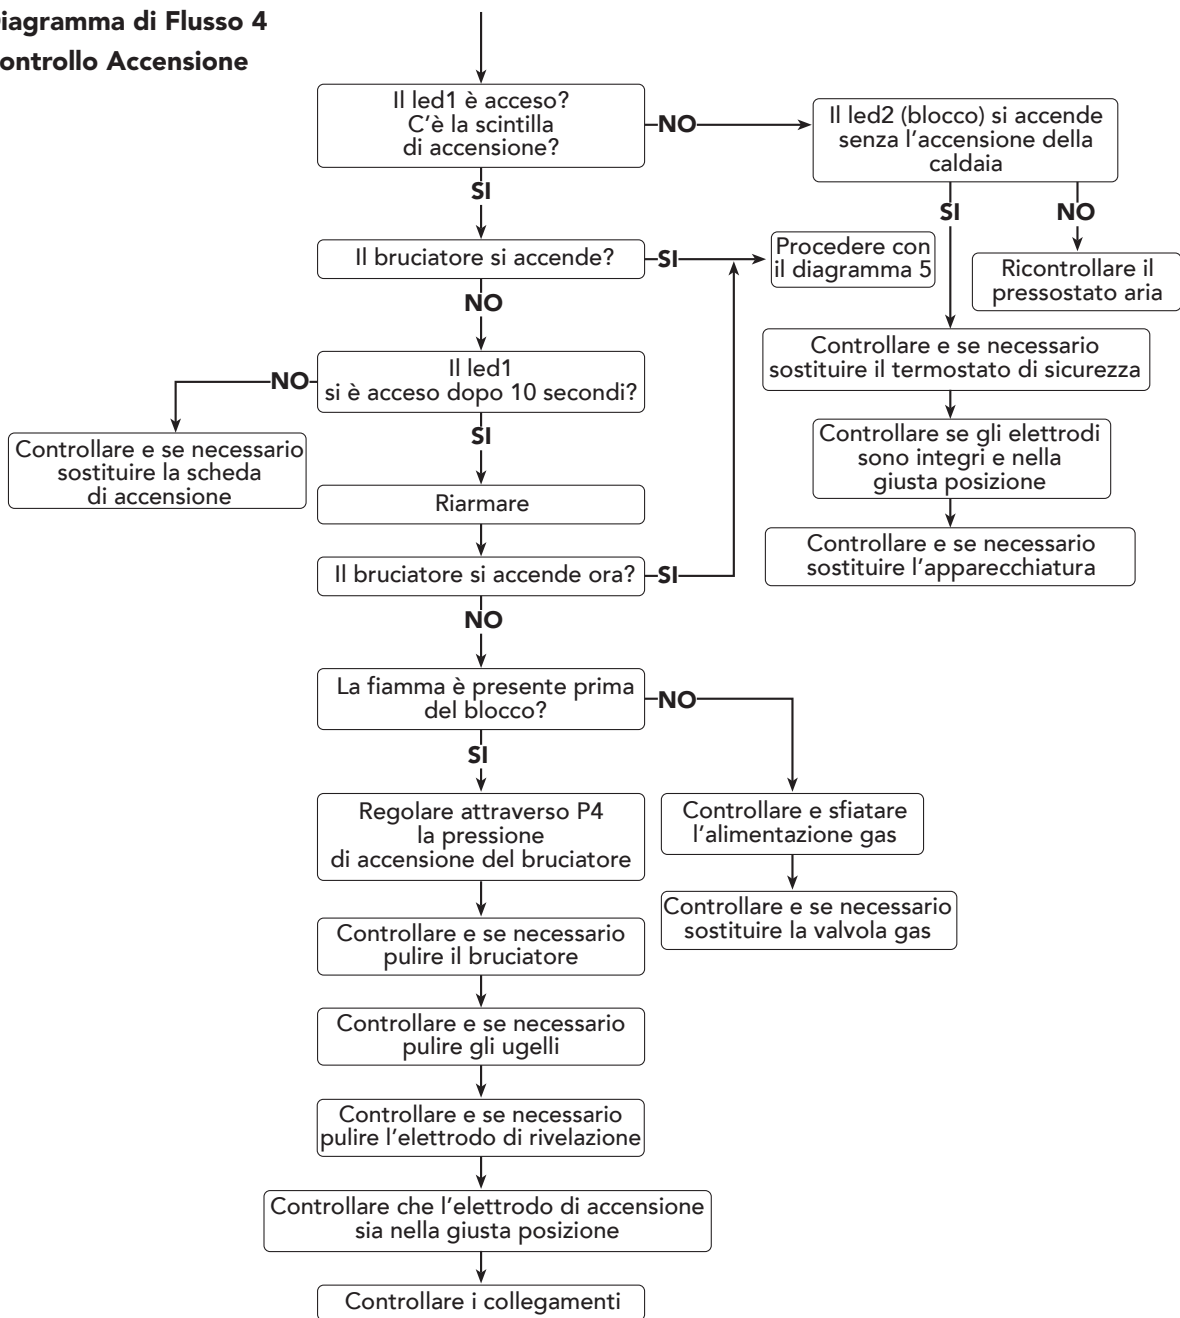 iagramma di Flusso 4
ontrollo Accensione
Il led1 è acceso?
C'è la scintilla
di accensione?
NO
Il led2 (blocco) si accende
senza l'accensione della
caldaia
SI
SI
NO
Il bruciatore si accende?
SI
Procedere con
il diagramma 5
Ricontrollare il
pressostato aria
NO
Controllare e se necessario
sostituire il termostato di sicurezza
Il led1
si è acceso dopo 10 secondi?
NO
Controllare se gli elettrodi
sono integri e nella
giusta posizione
SI
Controllare e se necessario
sostituire la scheda
di accensione
Riarmare
Controllare e se necessario
sostituire l'apparecchiatura
Il bruciatore si accende ora?
SI
NO
La fiamma è presente prima
del blocco?
NO
SI
Regolare attraverso P4
la pressione
di accensione del bruciatore
Controllare e sfiatare
l'alimentazione gas
Controllare e se necessario
sostituire la valvola gas
Controllare e se necessario
pulire il bruciatore
Controllare e se necessario
pulire gli ugelli
Controllare e se necessario
pulire l'elettrodo di rivelazione
Controllare che l'elettrodo di accensione
sia nella giusta posizione
Controllare i collegamenti